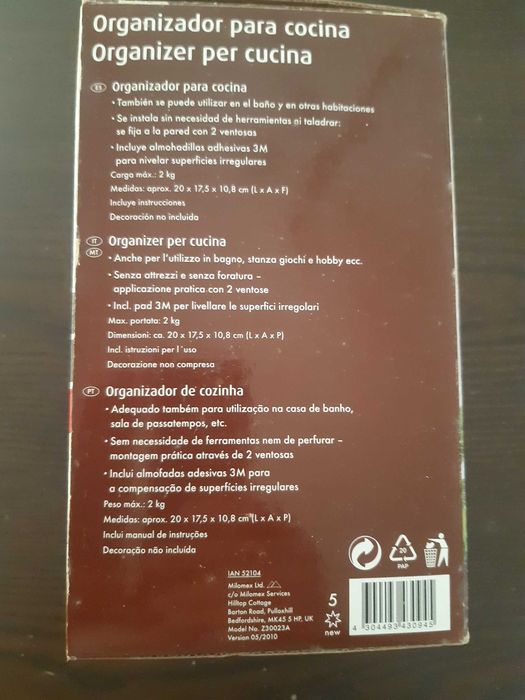 Organizador para cocina
Organizer per cucina
ES Organizador para cocina
• También se puede utilizar en el baño y en otras habitaciones
• Se instala sin necesidad de herramientas ni taladrar:
se fija a la pared con 2 ventosas
• Incluye almohadillas adhesivas 3M
para nivelar superficies irregulares
Carga máx.: 2 kg
Medidas: aprox. 20 x 17,5 x 10,8 cm (L x A x F)
Incluye instrucciones
Decoración no incluida
IT MT Organizer per cucina
• Anche per l'utilizzo in bagno, stanza giochi e hobby ecc.
• Senza attrezzi e senza foratura –
applicazione pratica con 2 ventose
• Incl. pad 3M per livellare le superfici irregolari
Max. portata: 2 kg
Dimensioni: ca. 20 x 17,5 x 10,8 cm (L x A x P)
Incl. istruzioni per l´uso
Decorazione non compresa
PT Organizador de cozinha
• Adequado também para utilização na casa de banho,
sala de passatempos, etc.
• Sem necessidade de ferramentas nem de perfurar –
montagem prática através de 2 ventosas
• Inclui almofadas adesivas 3M para
a compensação de superfícies irregulares
Peso máx.: 2 kg
Medidas: aprox. 20 x 17,5 x 10,8 cm (L x A x P)
Inclui manual de instruções
Decoração não incluída
20
PAP
IAN 52104
Milomex Ltd.
c/o Milomex Services
Hilltop Cottage
Barton Road, Pulloxhill
Bedfordshire, MK45 5 HP, UK
Model No. Z30023A
Version 05/2010
5
new
4 304493 430945